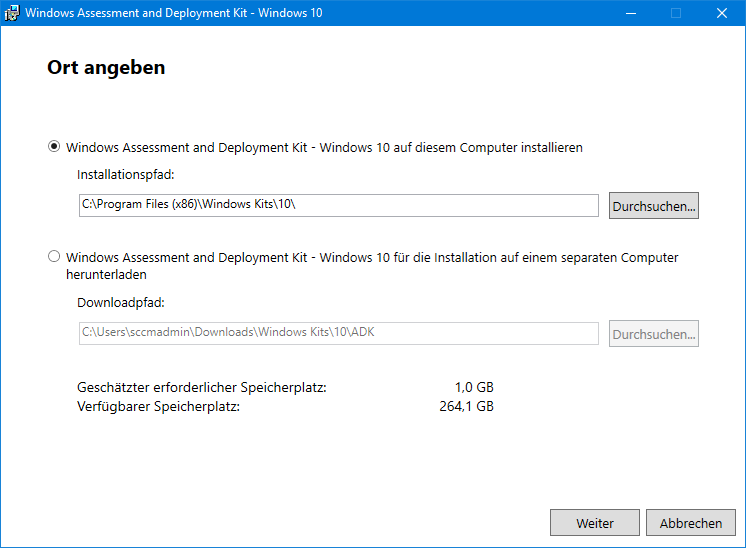 Windows Assessment and Deployment Kit - Windows 10
Ort angeben
Windows Assessment and Deployment Kit - Windows 10 auf diesem Computer installieren
Installationspfad:
C:\Program Files (x86)\Windows Kits\10\
Durchsuchen...
Windows Assessment and Deployment Kit - Windows 10 für die Installation auf einem separaten Computer
herunterladen
Downloadpfad:
C:\Users\sccmadmin\Downloads\Windows Kits\10\ADK
Durchsuchen...
Geschätzter erforderlicher Speicherplatz: 1,0 GB
Verfügbarer Speicherplatz: 264,1 GB
Weiter Abbrechen